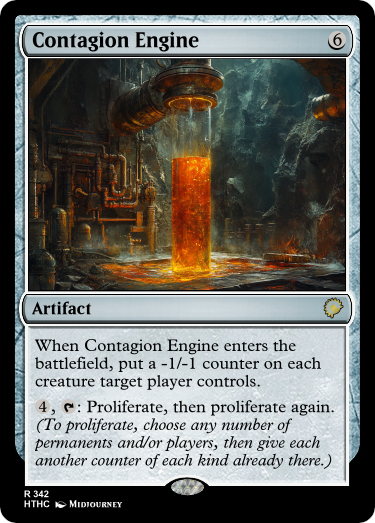 Contagion Engine 6
Artifact
When Contagion Engine enters the
battlefield, put a -1/-1 counter on each
creature target player controls.
4, : Proliferate, then proliferate again.
(To proliferate, choose any number of
permanents and/or players, then give each
another counter of each kind already there.)
R 342
HTHC Midjourney